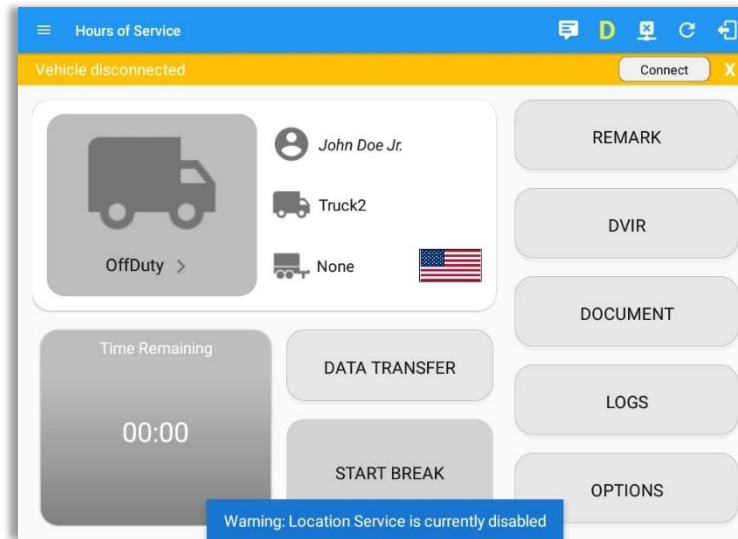 Hours of Service
D
Vehicle disconnected
Connect
X
John Doe Jr.
Truck2
OffDuty >
None
REMARK
DVIR
DOCUMENT
LOGS
OPTIONS
Time Remaining
00:00
DATA TRANSFER
START BREAK
Warning: Location Service is currently disabled